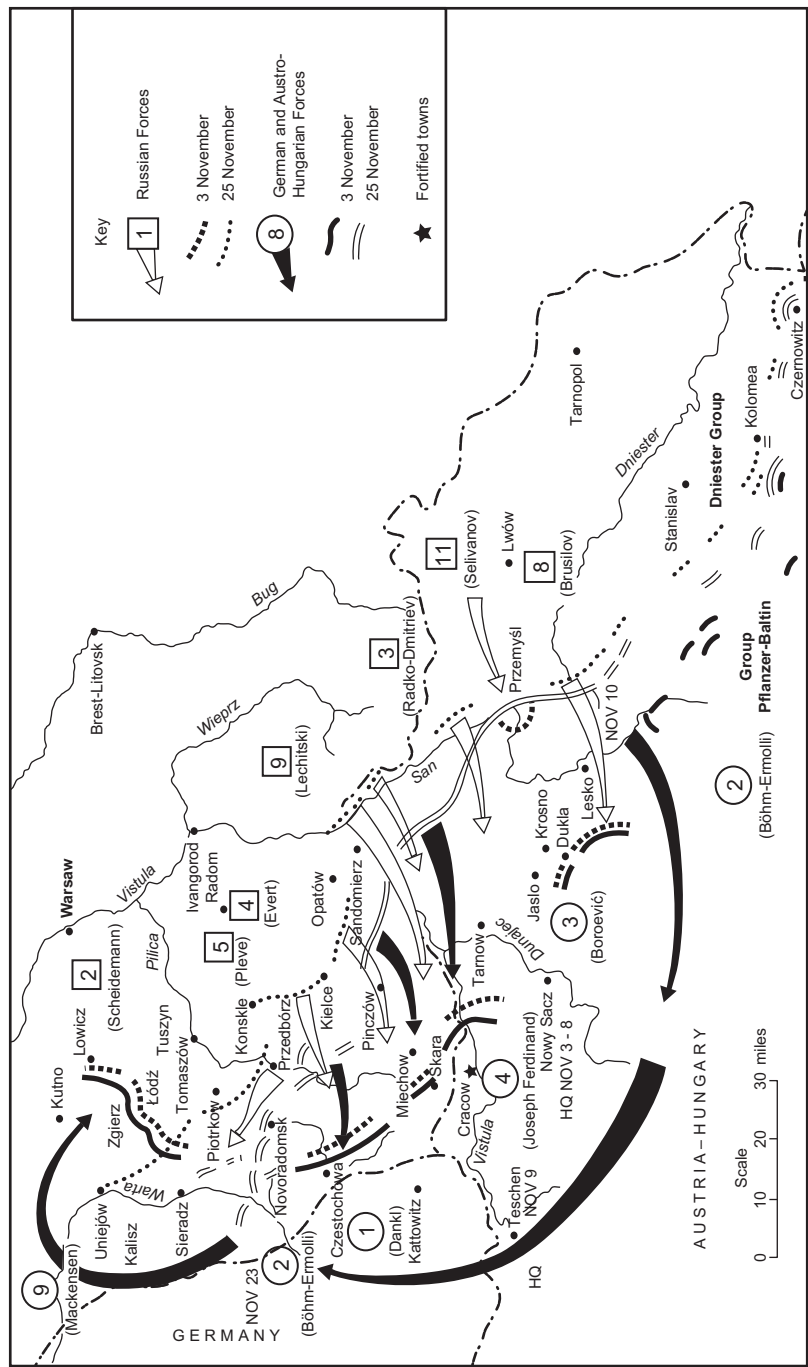 Key
1
Russian Forces
3 November
25 November
8
German and Austro-
Hungarian Forces
3 November
25 November
Fortified towns
9
(Mackensen)
Kutno
Uniejów
Warta
Kalisz
Sieradz
Zgierz
Łódź
Lowicz
2
(Scheidemann)
Warsaw
Vistula
Pilica
Tuszyn
Tomaszów
Piotrkow
Brest-Litovsk
Bug
Wieprz
Ivangorod
Radom
4
(Evert)
5
(Pleve)
Konskle
Przedbórz
Kielce
Opatów
Sandomierz
9
(Lechitski)
3
(Radko-Dmitriev)
GERMANY
NOV 23
2
(Böhm-Ermolli)
Novoradomsk
Czestochowa
1
(Dankl)
Kattowitz
Pinczów
Miechow
Skara
San
11
(Selivanov)
Lwów
8
(Brusilov)
Przemyśl
Tarnopol
Dniester
Cracow
Vistula
4
(Joseph Ferdinand)
Nowy Sacz
HQ NOV 3 - 8
Tarnow
Dunajec
Jaslo
Krosno
Dukla
Lesko
3
(Boroević)
NOV 10
HQ
Teschen
NOV 9
Stanislav
Dniester Group
Kolomea
Czernowitz
Group
Pflanzer-Baltin
2
(Böhm-Ermolli)
AUSTRIA–HUNGARY
Scale
0 10 20 30 miles